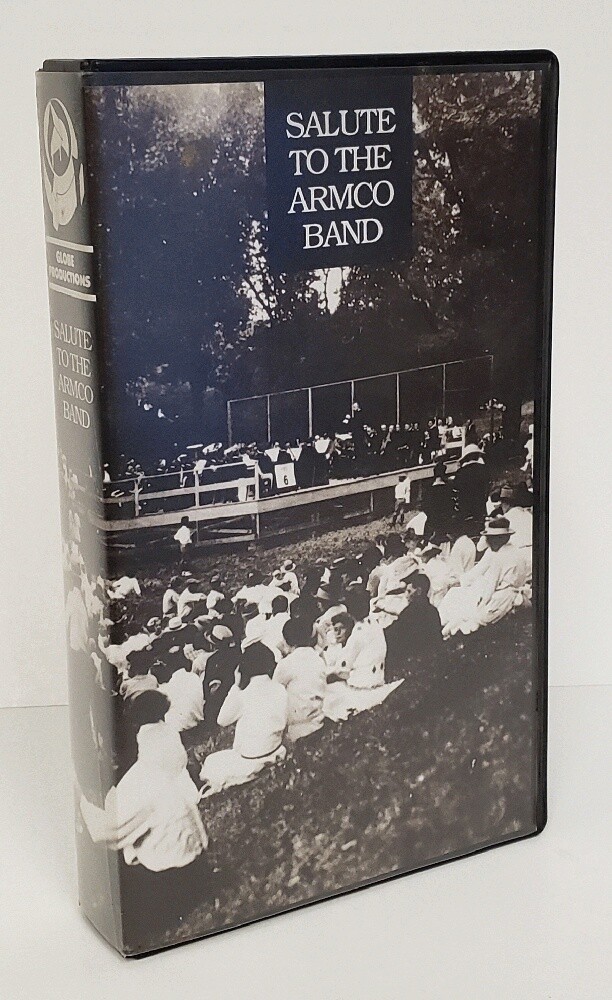 SALUTE
TO THE
ARMCO
BAND
6
GLOBE
PRODUCTIONS
SALUTE
TO THE
ARMCO
BAND